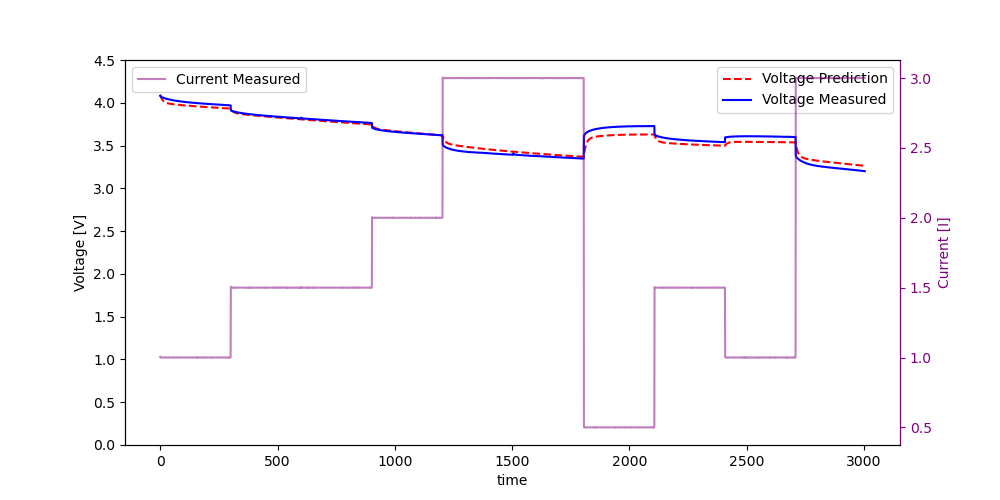 Current Measured
Voltage Prediction
Voltage Measured
4.5
4.0
3.5
3.0
2.5
2.0
1.5
1.0
0.5
0.0
Voltage [V]
3.0
2.5
2.0
1.5
1.0
0.5
Current [I]
0 500 1000 1500 2000 2500 3000
time